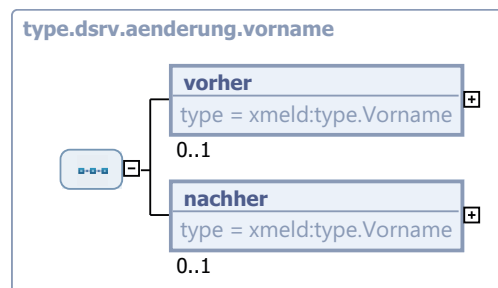 type.dsrv.aenderung.vorname
vorher
type = xmeld:type.Vorname
0..1
nachher
type = xmeld:type.Vorname
0..1